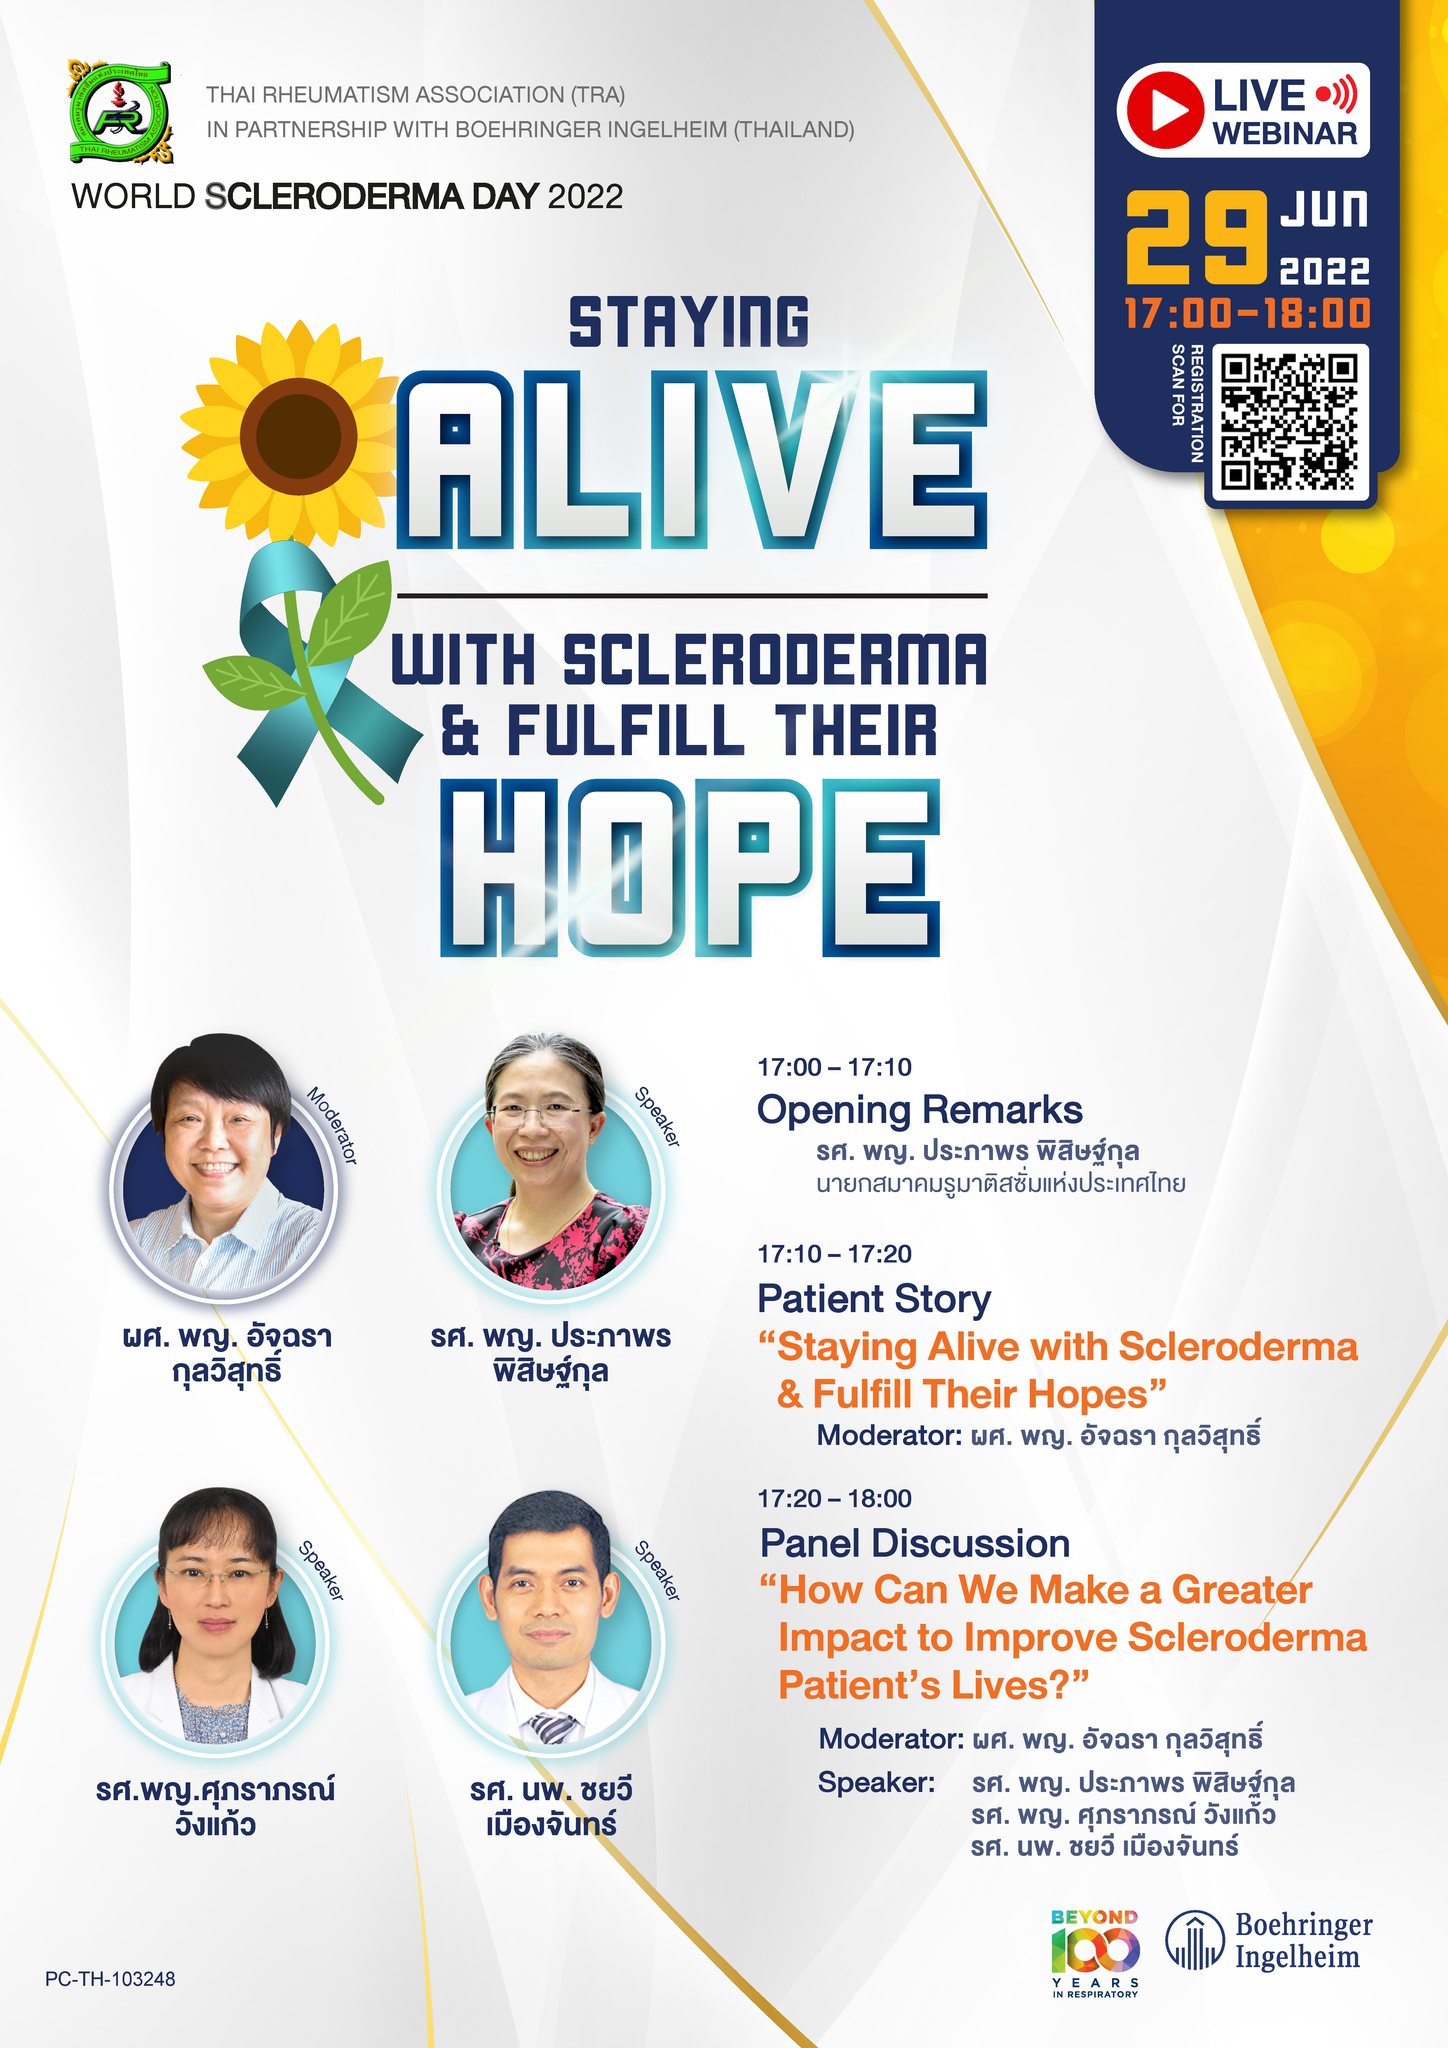 THAI RHEUMATISM ASSOCIATION (TRA)
IN PARTNERSHIP WITH BOEHRINGER INGELHEIM (THAILAND)
WORLD SCLERODERMA DAY 2022
LIVE
WEBINAR
29 JUN
2022
17:00-18:00
SCAN FOR
REGISTRATION
STAYING
ALIVE
WITH SCLERODERMA
& FULFILL THEIR
HOPE
Moderator
ผศ. พญ. อัจฉรา
กุลวิสุทธิ์
Speaker
รศ. พญ. ประภาพร
พิสิษฐ์กุล
Speaker
รศ.พญ.ศุภราภรณ์
วังแก้ว
Speaker
รศ. นพ. ชยวี
เมืองจันทร์
17:00 – 17:10
Opening Remarks
รศ. พญ. ประภาพร พิสิษฐ์กุล
นายกสมาคมรูมาติสซั่มแห่งประเทศไทย
17:10 – 17:20
Patient Story
“Staying Alive with Scleroderma
& Fulfill Their Hopes”
Moderator: ผศ. พญ. อัจฉรา กุลวิสุทธิ์
17:20 – 18:00
Panel Discussion
“How Can We Make a Greater
Impact to Improve Scleroderma
Patient’s Lives?”
Moderator: ผศ. พญ. อัจฉรา กุลวิสุทธิ์
Speaker: รศ. พญ. ประภาพร พิสิษฐ์กุล
รศ. พญ. ศุภราภรณ์ วังแก้ว
รศ. นพ. ชยวี เมืองจันทร์
BEYOND
100
YEARS
IN RESPIRATORY
Boehringer
Ingelheim
PC-TH-103248